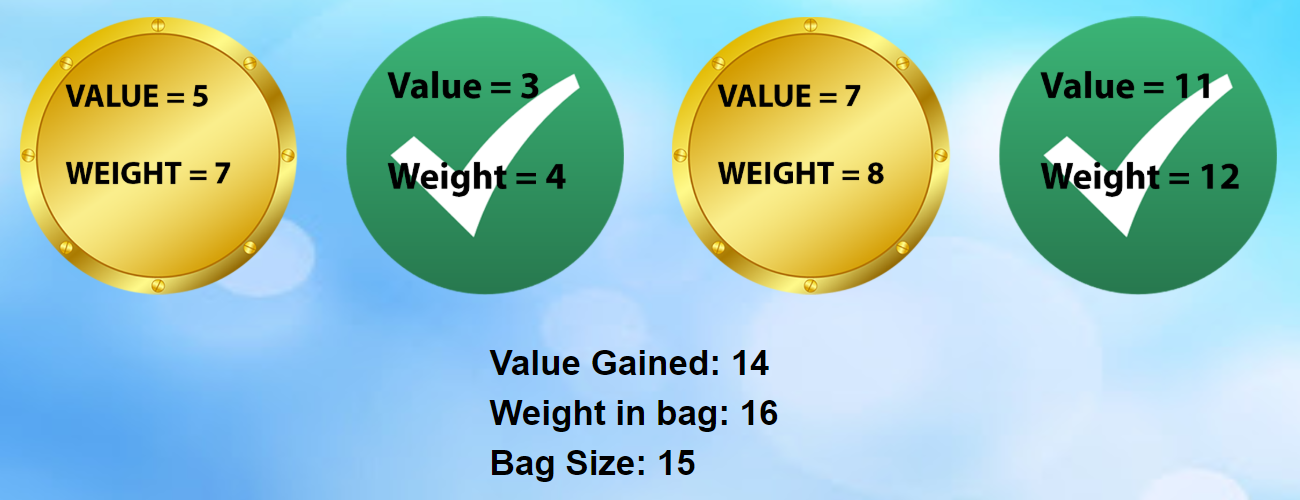 VALUE = 5
WEIGHT = 7
Value = 3
Weight = 4
VALUE = 7
WEIGHT = 8
Value = 11
Weight = 12
Value Gained: 14
Weight in bag: 16
Bag Size: 15